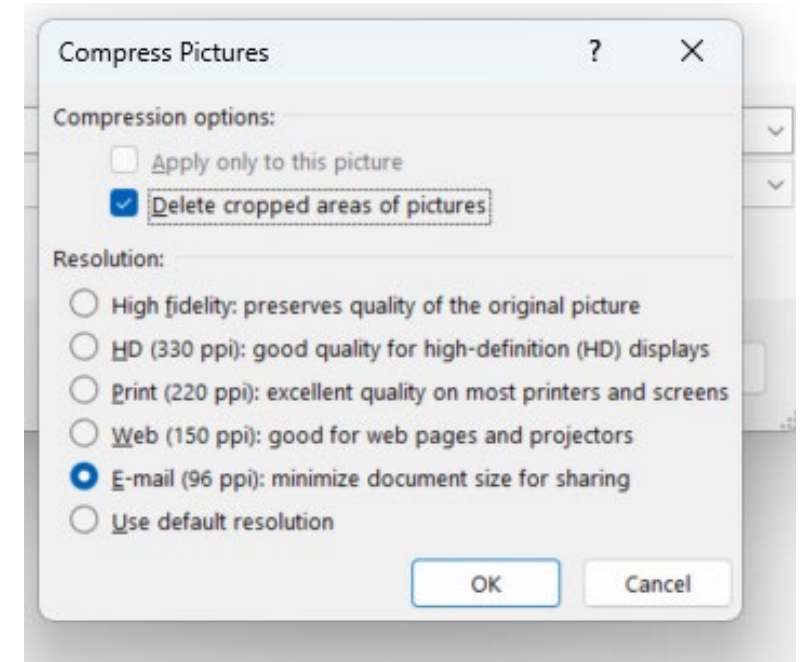 Compress Pictures ?
Compression options:
Apply only to this picture
Delete cropped areas of pictures
Resolution:
High fidelity: preserves quality of the original picture
HD (330 ppi): good quality for high-definition (HD) displays
Print (220 ppi): excellent quality on most printers and screens
Web (150 ppi): good for web pages and projectors
E-mail (96 ppi): minimize document size for sharing
Use default resolution
OK Cancel